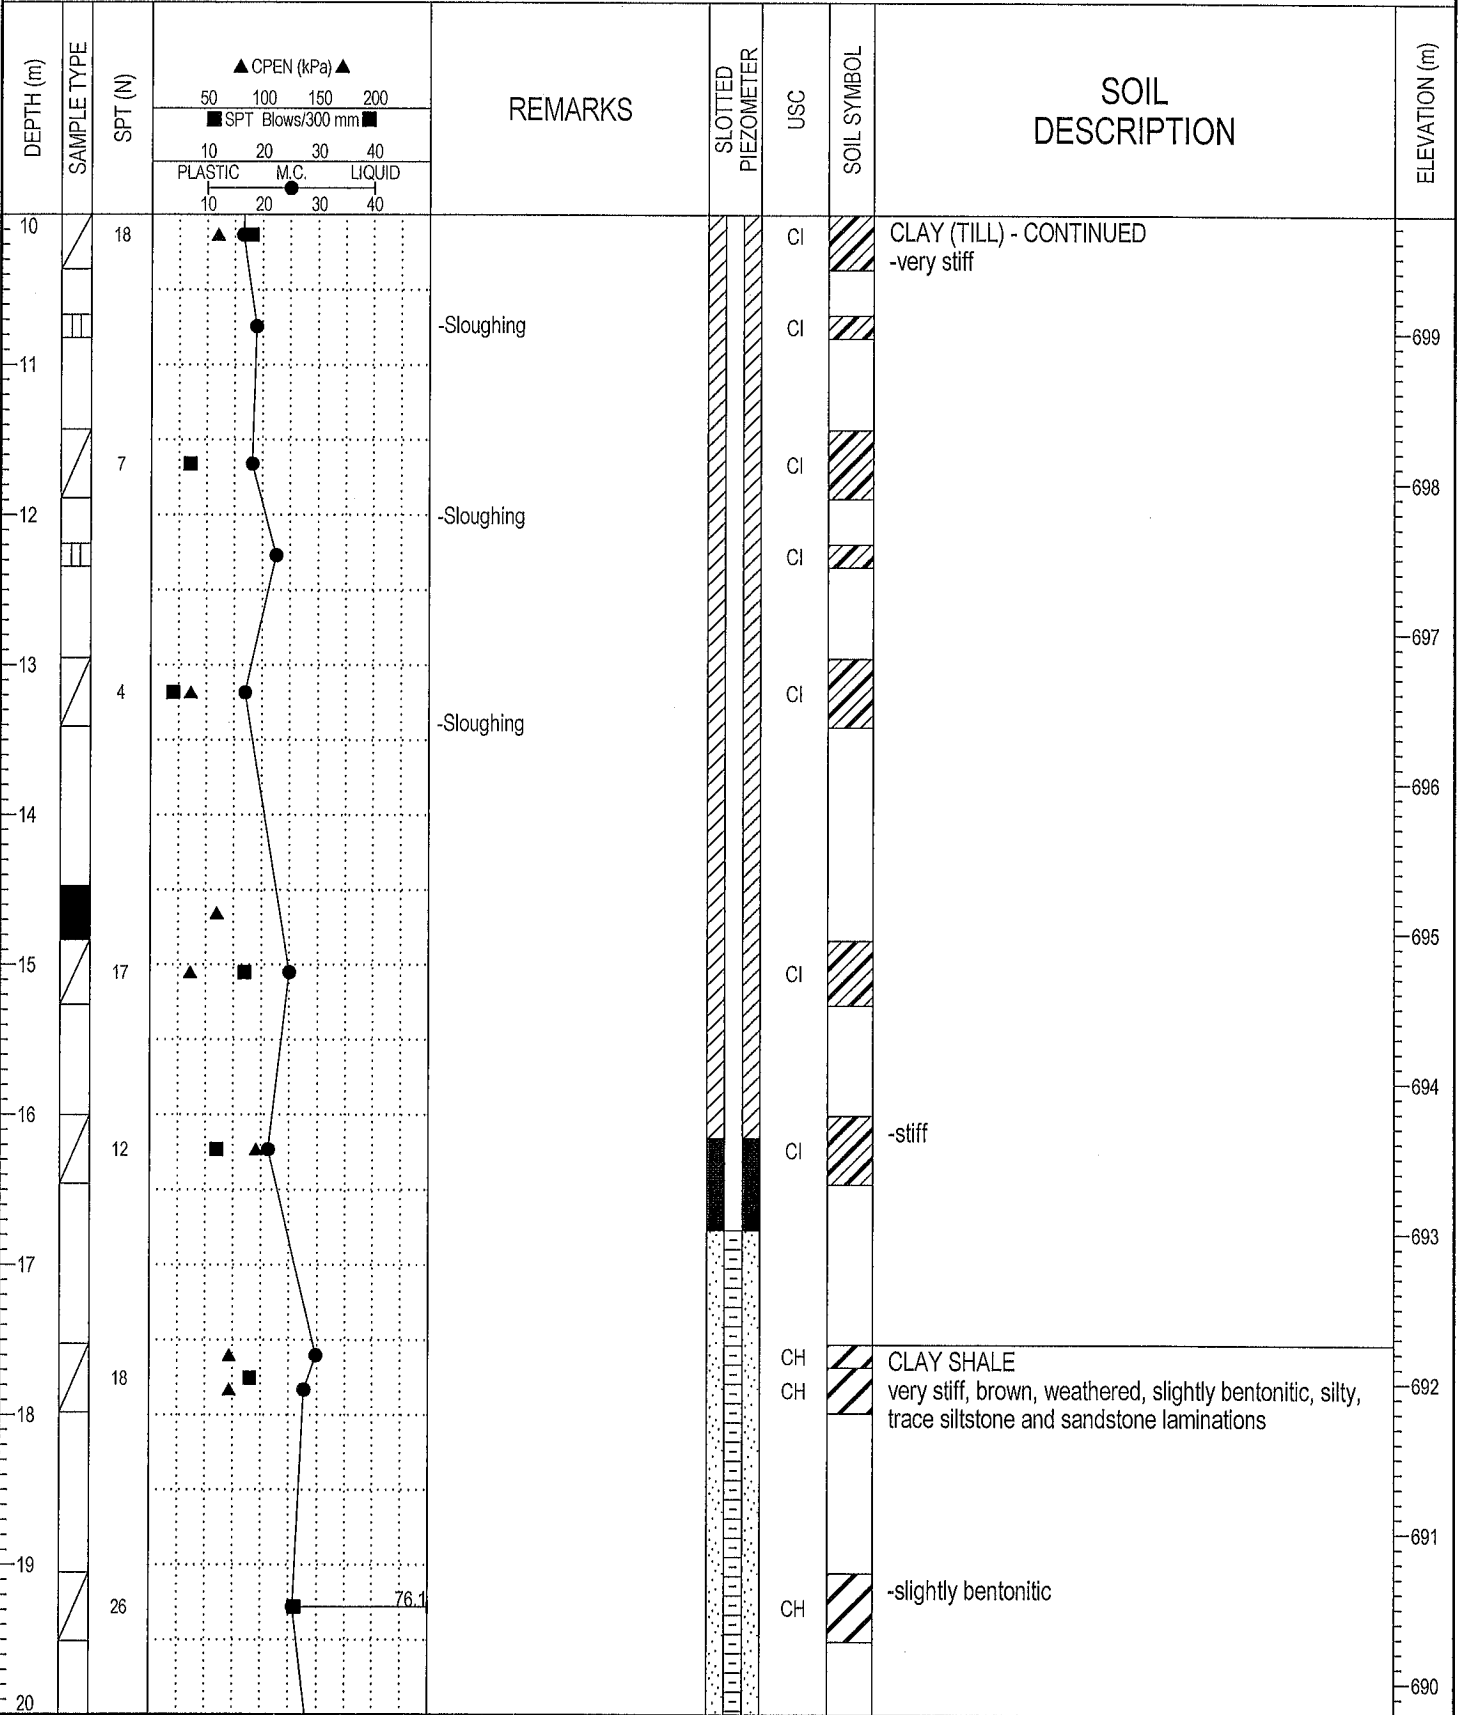 DEPTH (m)
SAMPLE TYPE
SPT (N)
▲ CPEN (kPa) ▲
50 100 150 200
■ SPT Blows/300 mm ■
10 20 30 40
PLASTIC M.C. LIQUID
10 20 30 40
REMARKS
SLOTTED
PIEZOMETER
USC
SOIL SYMBOL
SOIL
DESCRIPTION
ELEVATION (m)
10
18
CI
CLAY (TILL) - CONTINUED
-very stiff
-Sloughing
CI
699
11
7
CI
698
12
-Sloughing
CI
697
13
4
CI
-Sloughing
696
14
695
15
17
CI
694
16
12
CI
-stiff
693
17
CH
CLAY SHALE
18
CH
very stiff, brown, weathered, slightly bentonitic, silty,
692
18
trace siltstone and sandstone laminations
691
19
-slightly bentonitic
76.1
26
CH
690
20